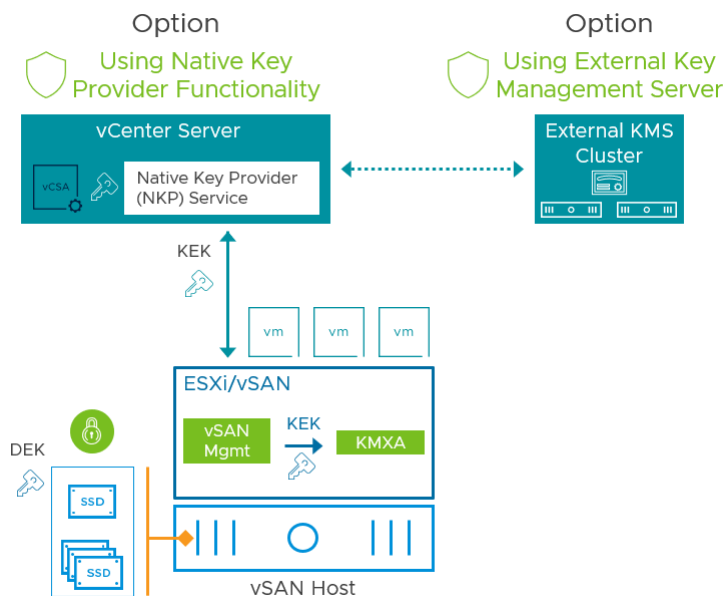 Option
Using Native Key
Provider Functionality
Option
Using External Key
Management Server
vCenter Server
vCSA
Native Key Provider
(NKP) Service
External KMS
Cluster
KEK
vm
vm
vm
ESXi/vSAN
vSAN
Mgmt
KEK
KMXA
DEK
SSD
SSD
vSAN Host